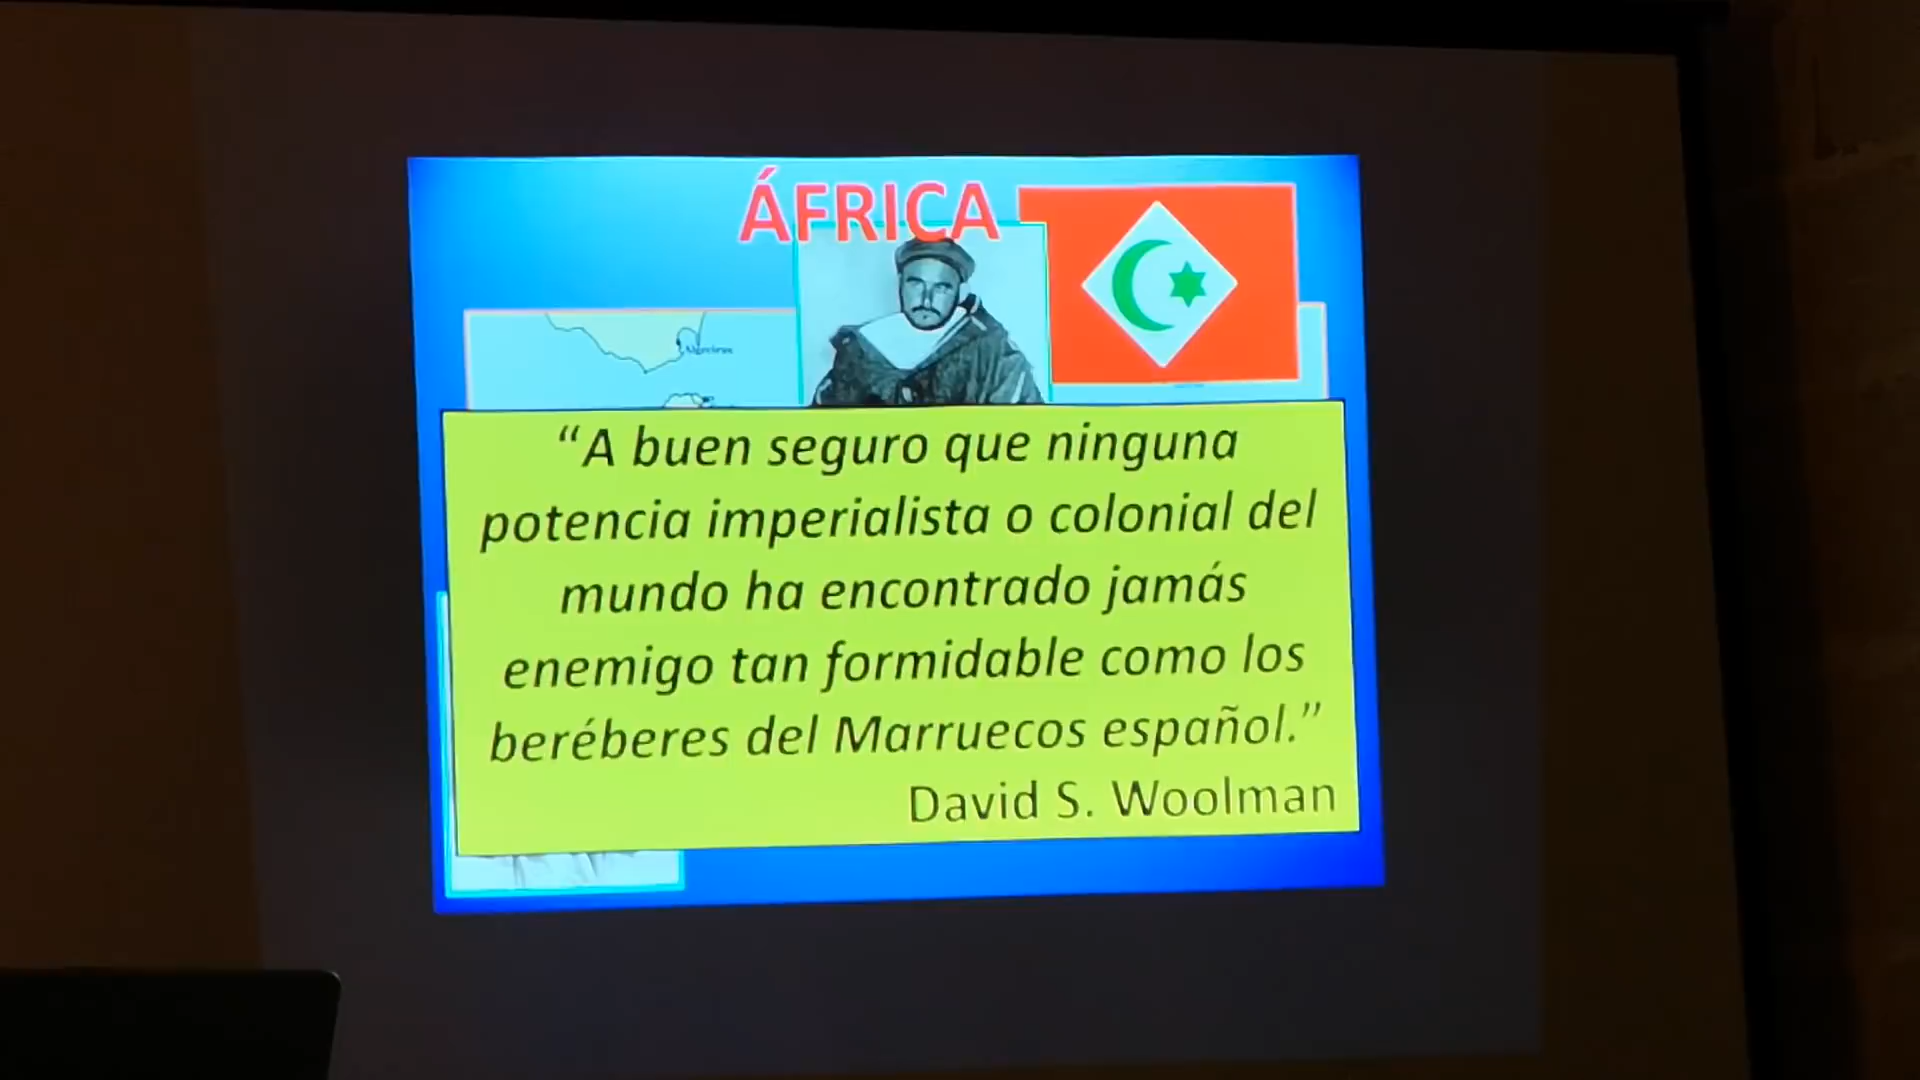 ÁFRICA
Algeciras
“A buen seguro que ninguna
potencia imperialista o colonial del
mundo ha encontrado jamás
enemigo tan formidable como los
beréberes del Marruecos español.”
David S. Woolman